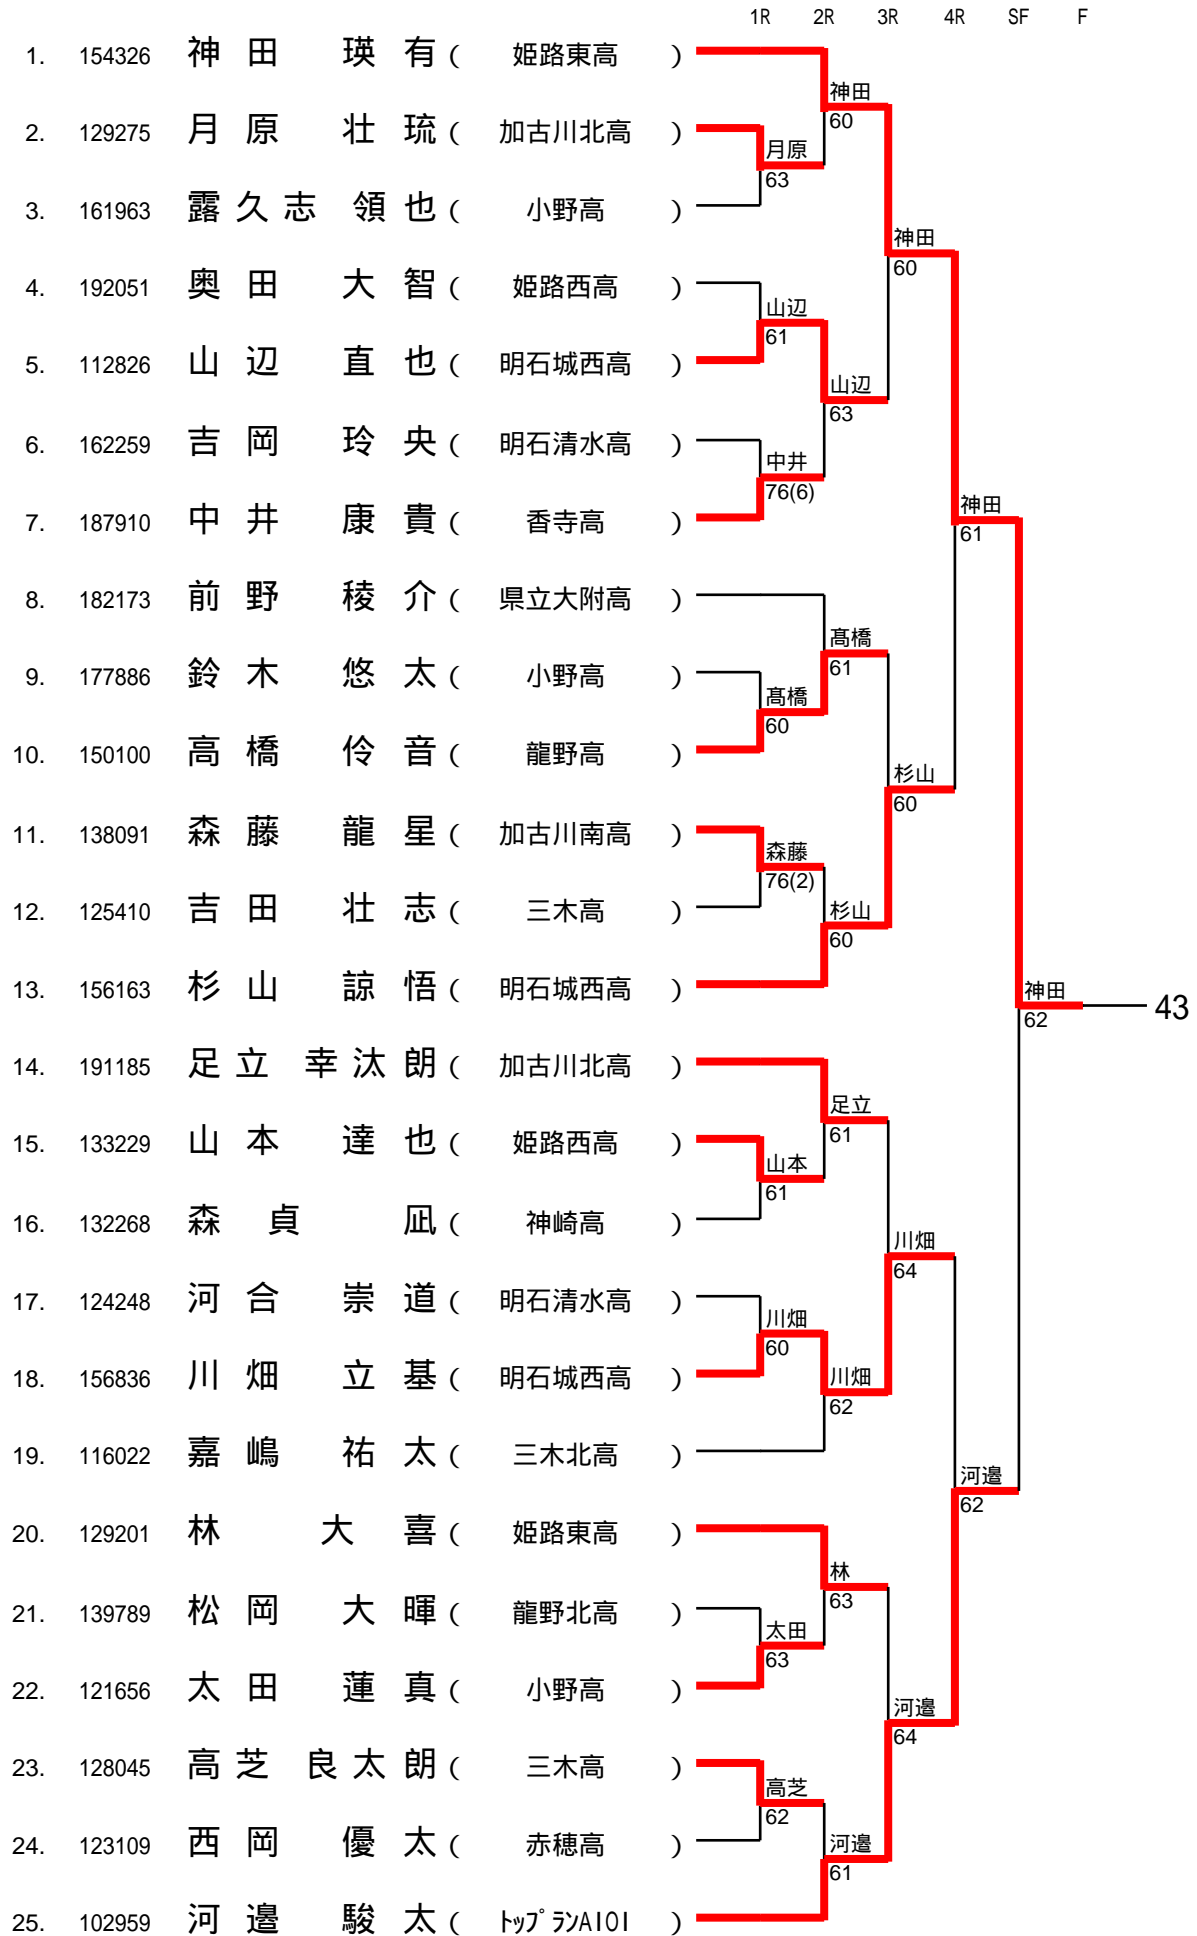 1R 2R 3R 4R SF F
1. 154326 神田 瑛有 ( 姫路東高 )
神田
60
2. 129275 月原 壮琉 ( 加古川北高 )
月原
63
3. 161963 露久志 領也 ( 小野高 )
神田
60
4. 192051 奥田 大智 ( 姫路西高 )
山辺
61
5. 112826 山辺 直也 ( 明石城西高 )
山辺
63
6. 162259 吉岡 玲央 ( 明石清水高 )
中井
76(6)
7. 187910 中井 康貴 ( 香寺高 )
神田
61
8. 182173 前野 稜介 ( 県立大附高 )
髙橋
61
9. 177886 鈴木 悠太 ( 小野高 )
髙橋
60
10. 150100 高橋 伶音 ( 龍野高 )
杉山
60
11. 138091 森藤 龍星 ( 加古川南高 )
森藤
76(2)
12. 125410 吉田 壮志 ( 三木高 )
杉山
60
13. 156163 杉山 諒悟 ( 明石城西高 )
神田
62
43
14. 191185 足立 幸汰朗 ( 加古川北高 )
足立
61
15. 133229 山本 達也 ( 姫路西高 )
山本
61
16. 132268 森貞 凪 ( 神崎高 )
川畑
64
17. 124248 河合 崇道 ( 明石清水高 )
川畑
60
18. 156836 川畑 立基 ( 明石城西高 )
川畑
62
19. 116022 嘉嶋 祐太 ( 三木北高 )
河邉
62
20. 129201 林 大喜 ( 姫路東高 )
林
63
21. 139789 松岡 大暉 ( 龍野北高 )
太田
63
22. 121656 太田 蓮真 ( 小野高 )
河邉
64
23. 128045 高芝 良太朗 ( 三木高 )
高芝
62
24. 123109 西岡 優太 ( 赤穂高 )
河邉
61
25. 102959 河邉 駿太 ( トップランAIOI )